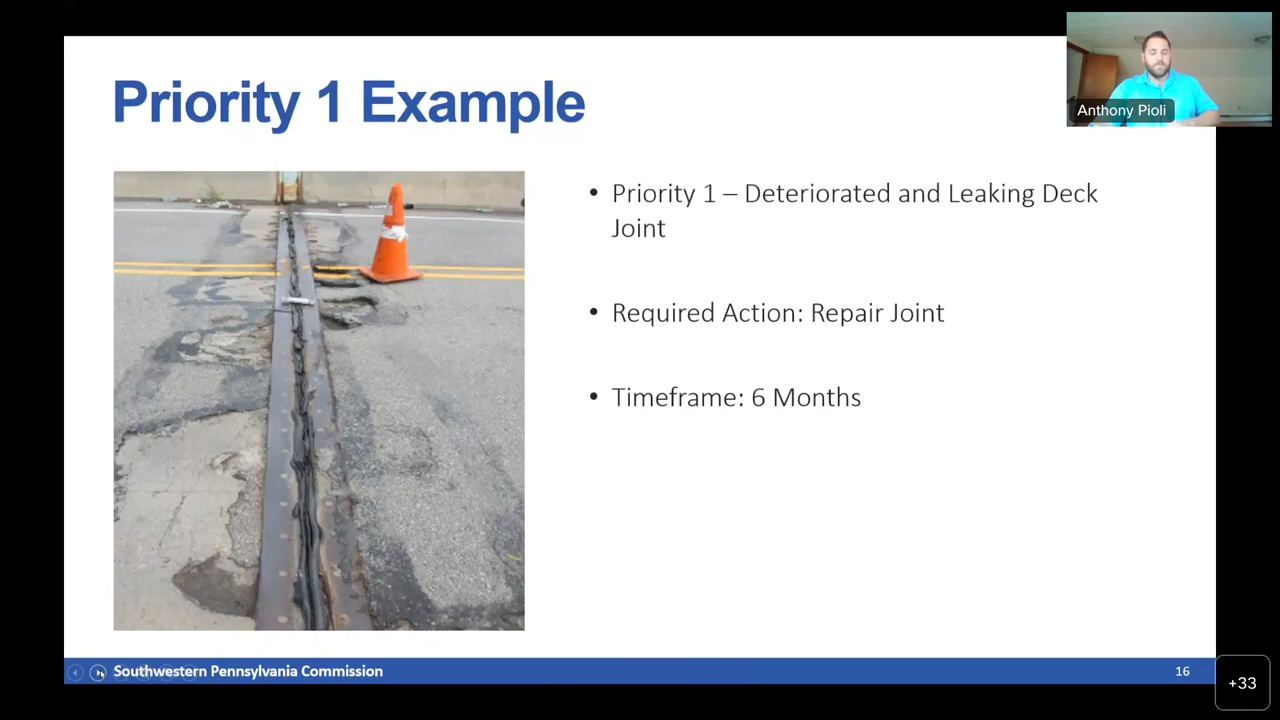 Priority 1 Example
Anthony Pioli
• Priority 1 – Deteriorated and Leaking Deck
Joint
• Required Action: Repair Joint
• Timeframe: 6 Months
Southwestern Pennsylvania Commission
16
+33